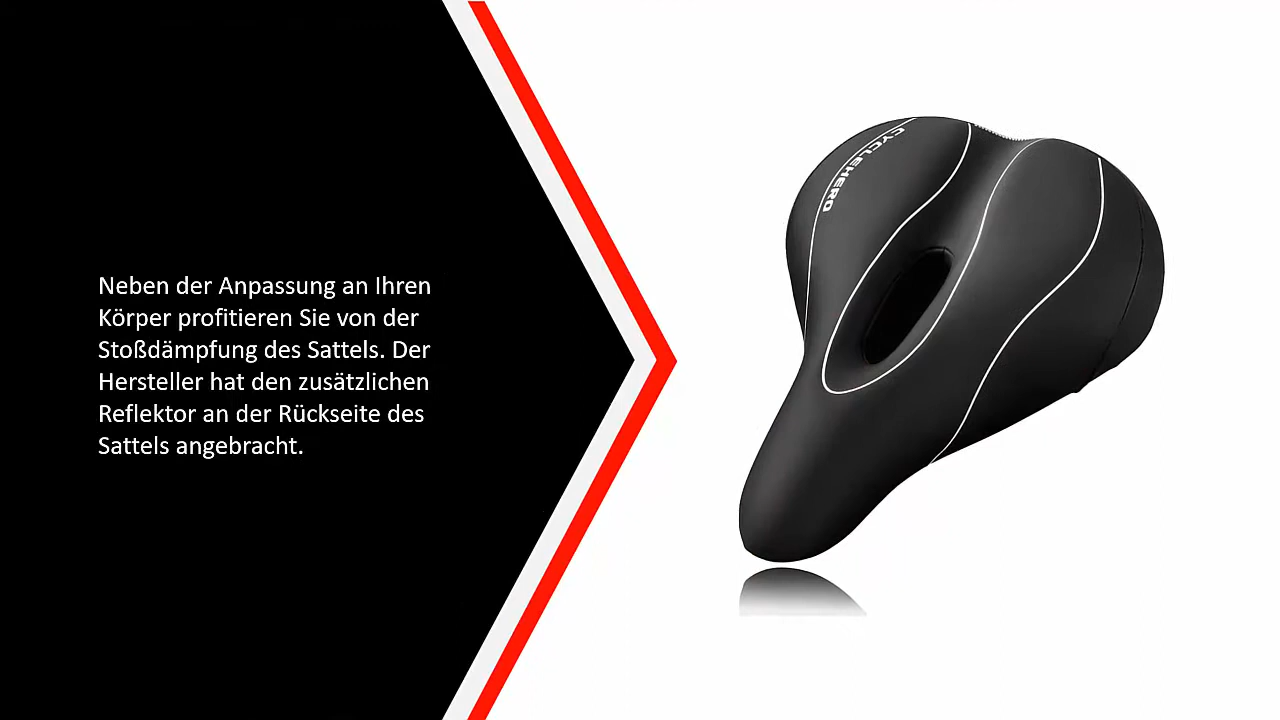 Neben der Anpassung an Ihren
Körper profitieren Sie von der
Stoßdämpfung des Sattels. Der
Hersteller hat den zusätzlichen
Reflektor an der Rückseite des
Sattels angebracht.
CYCLEHERO